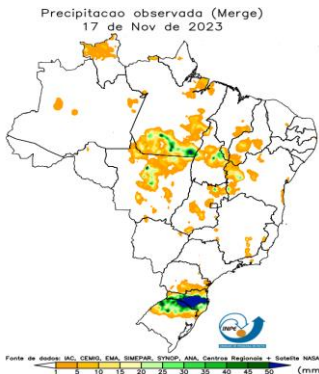 Precipitacao observada (Merge)
17 de Nov de 2023
INPE
Fonte de dados: IAC, CEMIG, EMA, SIMEPAR, SYNOP, ANA, Centros Regionais + Satelite NASA
1 5 10 15 20 25 30 35 40 45 50 (mm)